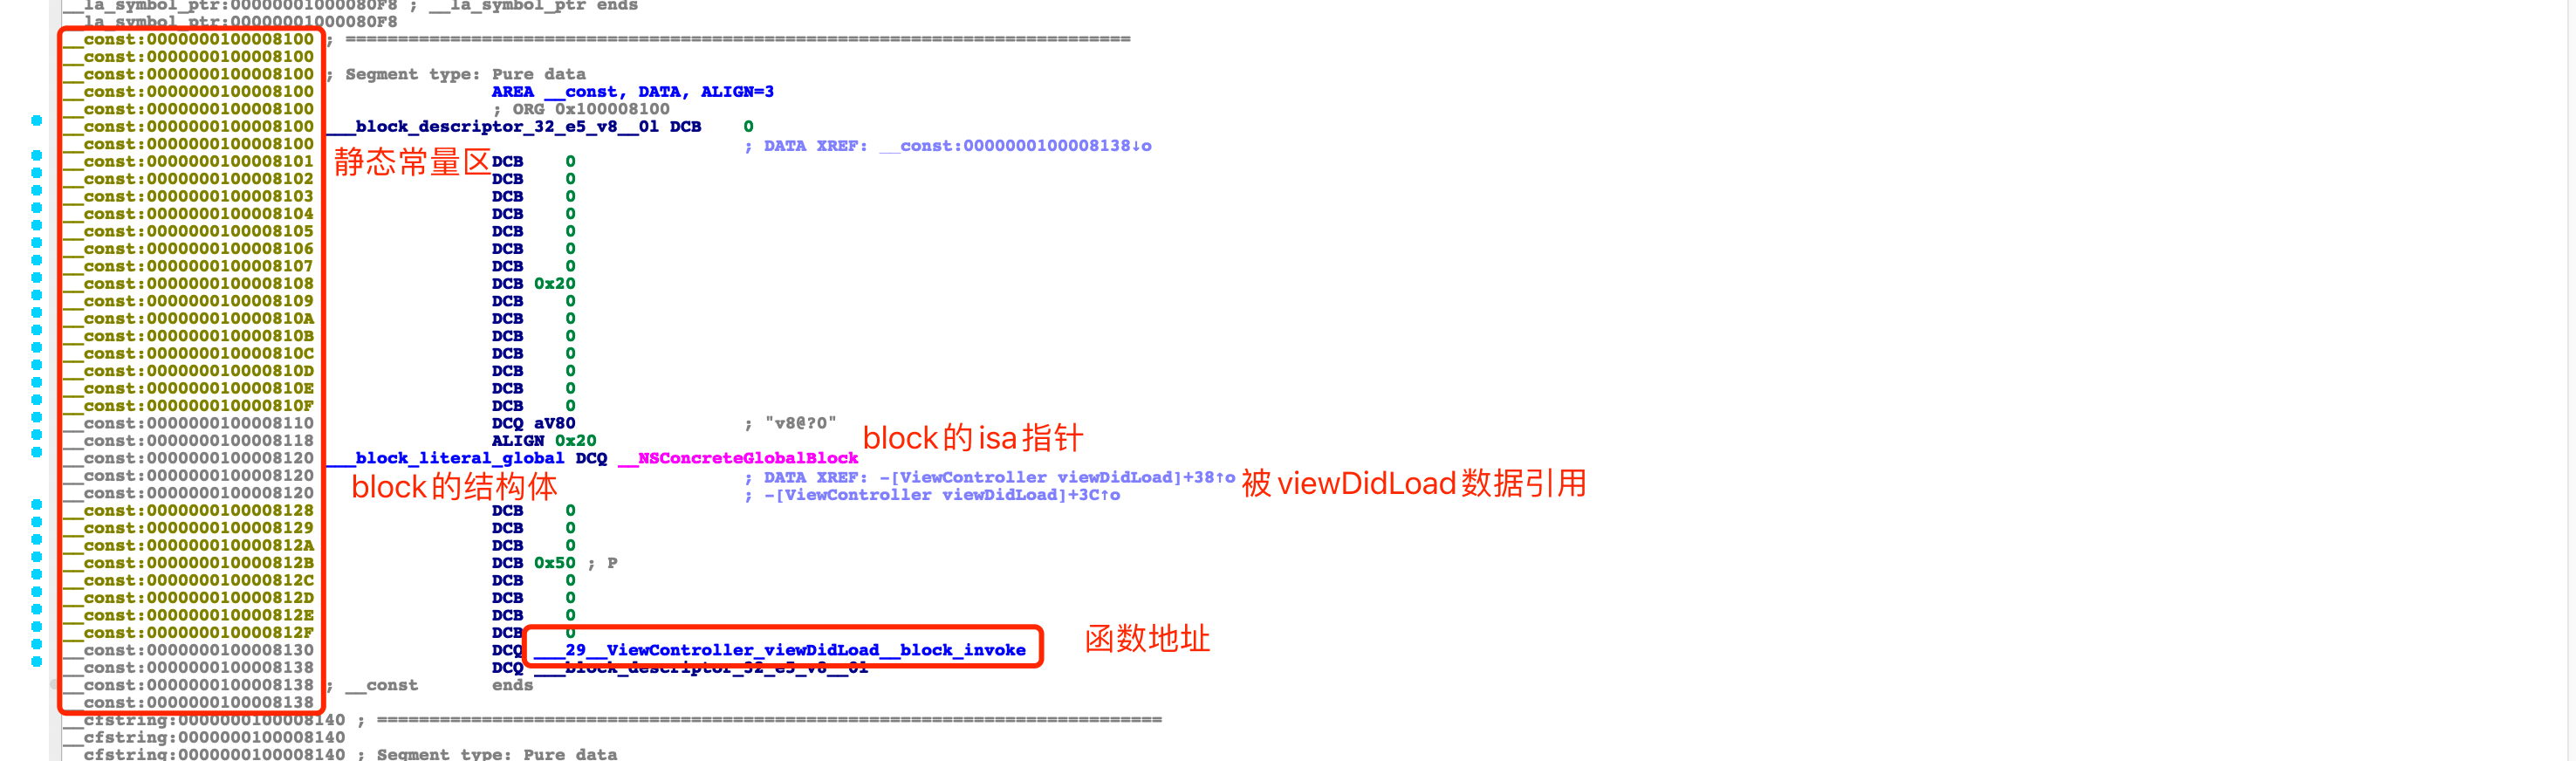 __la_symbol_ptr:00000001000080F8 ; __la_symbol_ptr ends
__la_symbol_ptr:00000001000080F8
__const:0000000100008100 ; ===========================================================================
__const:0000000100008100
__const:0000000100008100 ; Segment type: Pure data
__const:0000000100008100 AREA __const, DATA, ALIGN=3
__const:0000000100008100 ; ORG 0x100008100
__const:0000000100008100 ___block_descriptor_32_e5_v8__0l DCB 0
__const:0000000100008100 ; DATA XREF: __const:0000000100008138↓o
静态常量区
__const:0000000100008101 DCB 0
__const:0000000100008102 DCB 0
__const:0000000100008103 DCB 0
__const:0000000100008104 DCB 0
__const:0000000100008105 DCB 0
__const:0000000100008106 DCB 0
__const:0000000100008107 DCB 0
__const:0000000100008108 DCB 0x20
__const:0000000100008109 DCB 0
__const:000000010000810A DCB 0
__const:000000010000810B DCB 0
__const:000000010000810C DCB 0
__const:000000010000810D DCB 0
__const:000000010000810E DCB 0
__const:000000010000810F DCB 0
__const:0000000100008110 DCQ aV80 ; "v8@?0"
__const:0000000100008118 ALIGN 0x20
block的isa指针
__const:0000000100008120 ___block_literal_global DCQ __NSConcreteGlobalBlock
__const:0000000100008120 ; DATA XREF: -[ViewController viewDidLoad]+38↑o
block的结构体
被viewDidLoad数据引用
__const:0000000100008120 ; -[ViewController viewDidLoad]+3C↑o
__const:0000000100008128 DCB 0
__const:0000000100008129 DCB 0
__const:000000010000812A DCB 0
__const:000000010000812B DCB 0x50 ; P
__const:000000010000812C DCB 0
__const:000000010000812D DCB 0
__const:000000010000812E DCB 0
__const:000000010000812F DCB 0
函数地址
__const:0000000100008130 DCQ ___29__ViewController_viewDidLoad__block_invoke
__const:0000000100008138 DCQ ___block_descriptor_32_e5_v8__0l
__const:0000000100008138 ; __const ends
__const:0000000100008138
__cfstring:0000000100008140 ; ===========================================================================
__cfstring:0000000100008140
__cfstring:0000000100008140 ; Segment type: Pure data